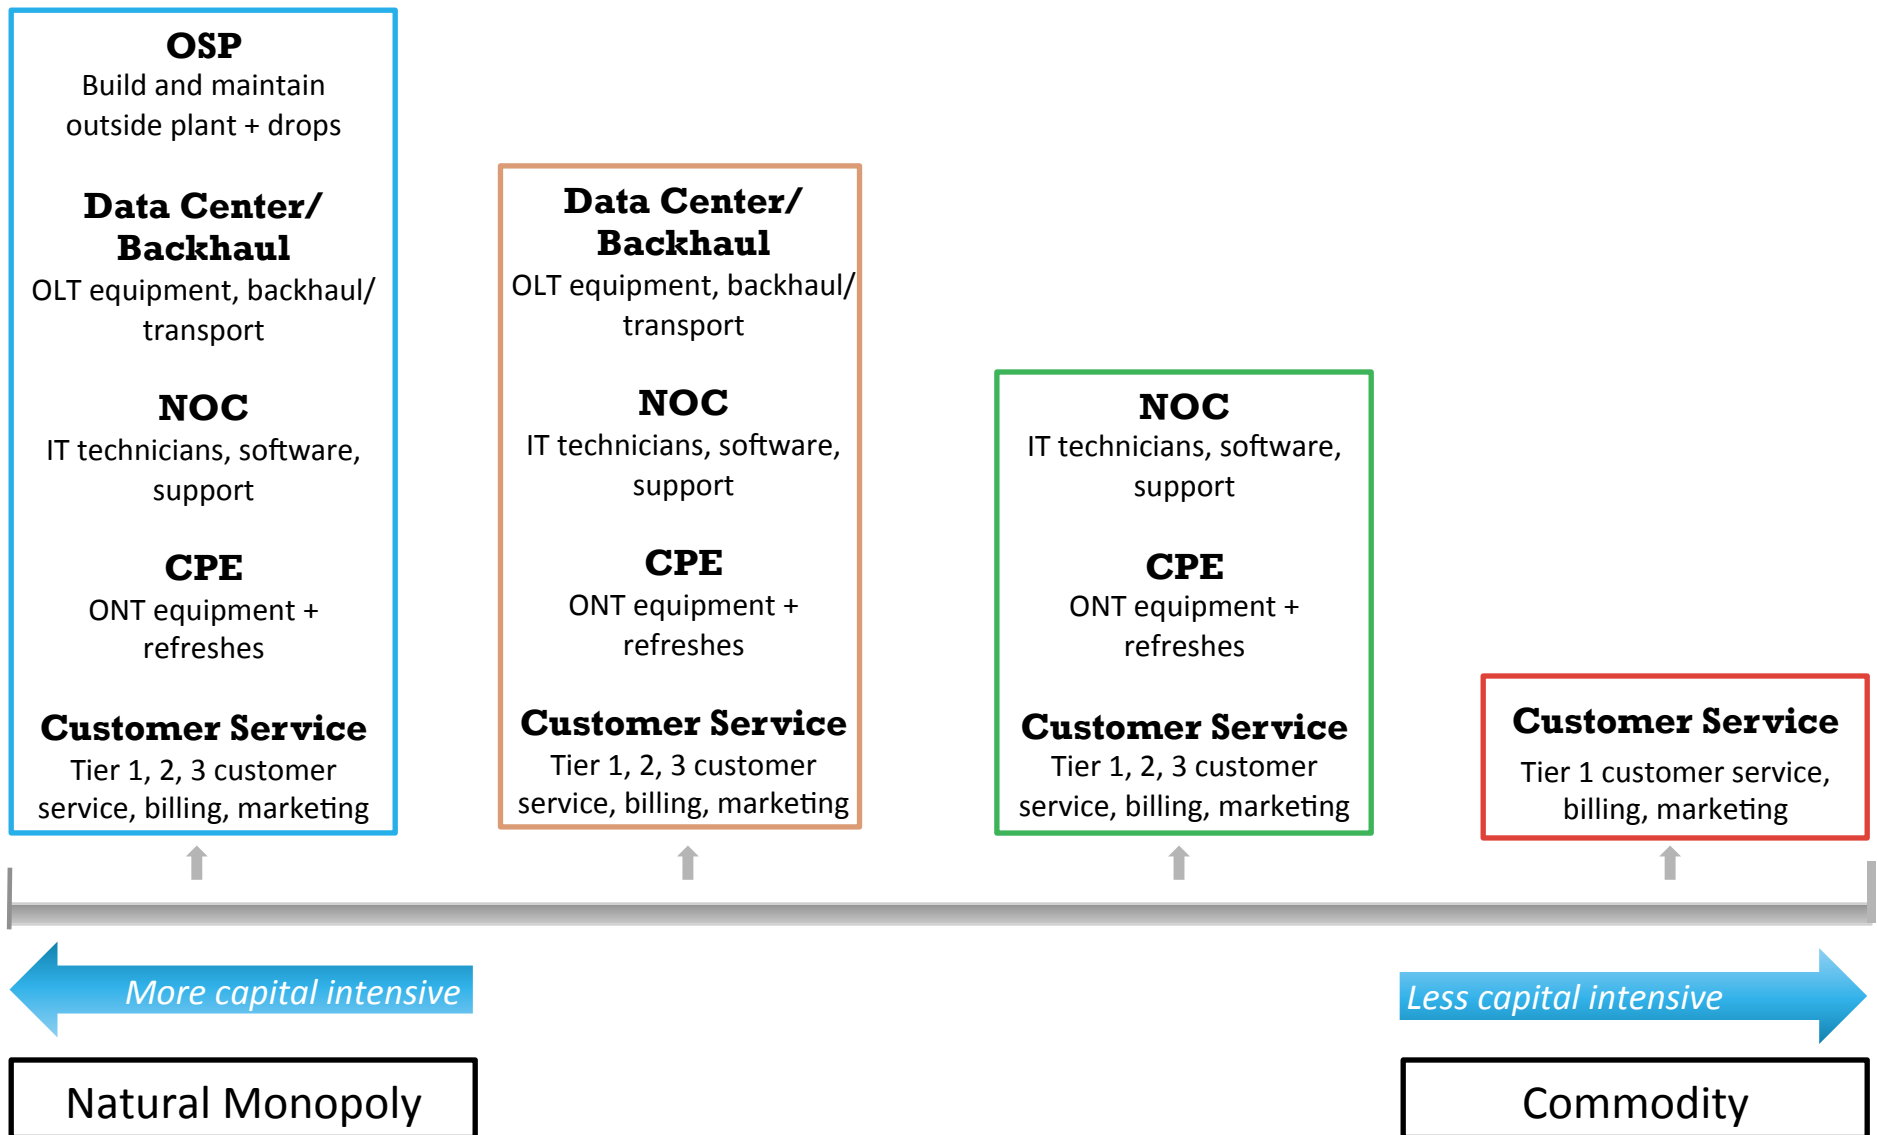 OSP
Build and maintain
outside plant + drops
Data Center/
Backhaul
OLT equipment, backhaul/
transport
NOC
IT technicians, software,
support
CPE
ONT equipment +
refreshes
Customer Service
Tier 1, 2, 3 customer
service, billing, marketing
Data Center/
Backhaul
OLT equipment, backhaul/
transport
NOC
IT technicians, software,
support
CPE
ONT equipment +
refreshes
Customer Service
Tier 1, 2, 3 customer
service, billing, marketing
NOC
IT technicians, software,
support
CPE
ONT equipment +
refreshes
Customer Service
Tier 1, 2, 3 customer
service, billing, marketing
Customer Service
Tier 1 customer service,
billing, marketing
More capital intensive
Less capital intensive
Natural Monopoly
Commodity